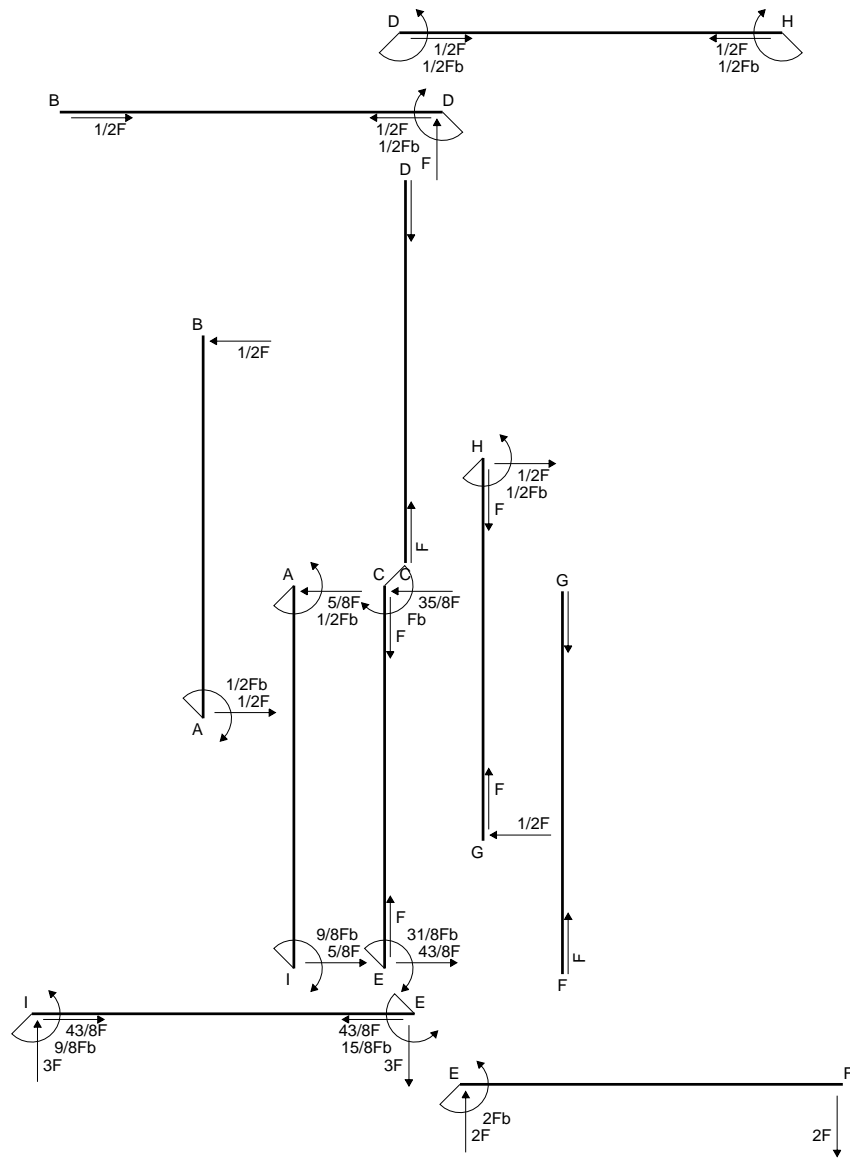 D H
1/2F 1/2F
1/2Fb 1/2Fb
B D
1/2F 1/2F
1/2Fb
F
D
B
1/2F
H
1/2F
1/2Fb
F
F
C
A C
5/8F 35/8F
1/2Fb Fb
F
G
1/2Fb
1/2F
A
F
1/2F
G
F
9/8Fb 31/8Fb
5/8F 43/8F
I E
F
F
I E
43/8F 43/8F
9/8Fb 15/8Fb
3F 3F
E F
2Fb
2F 2F